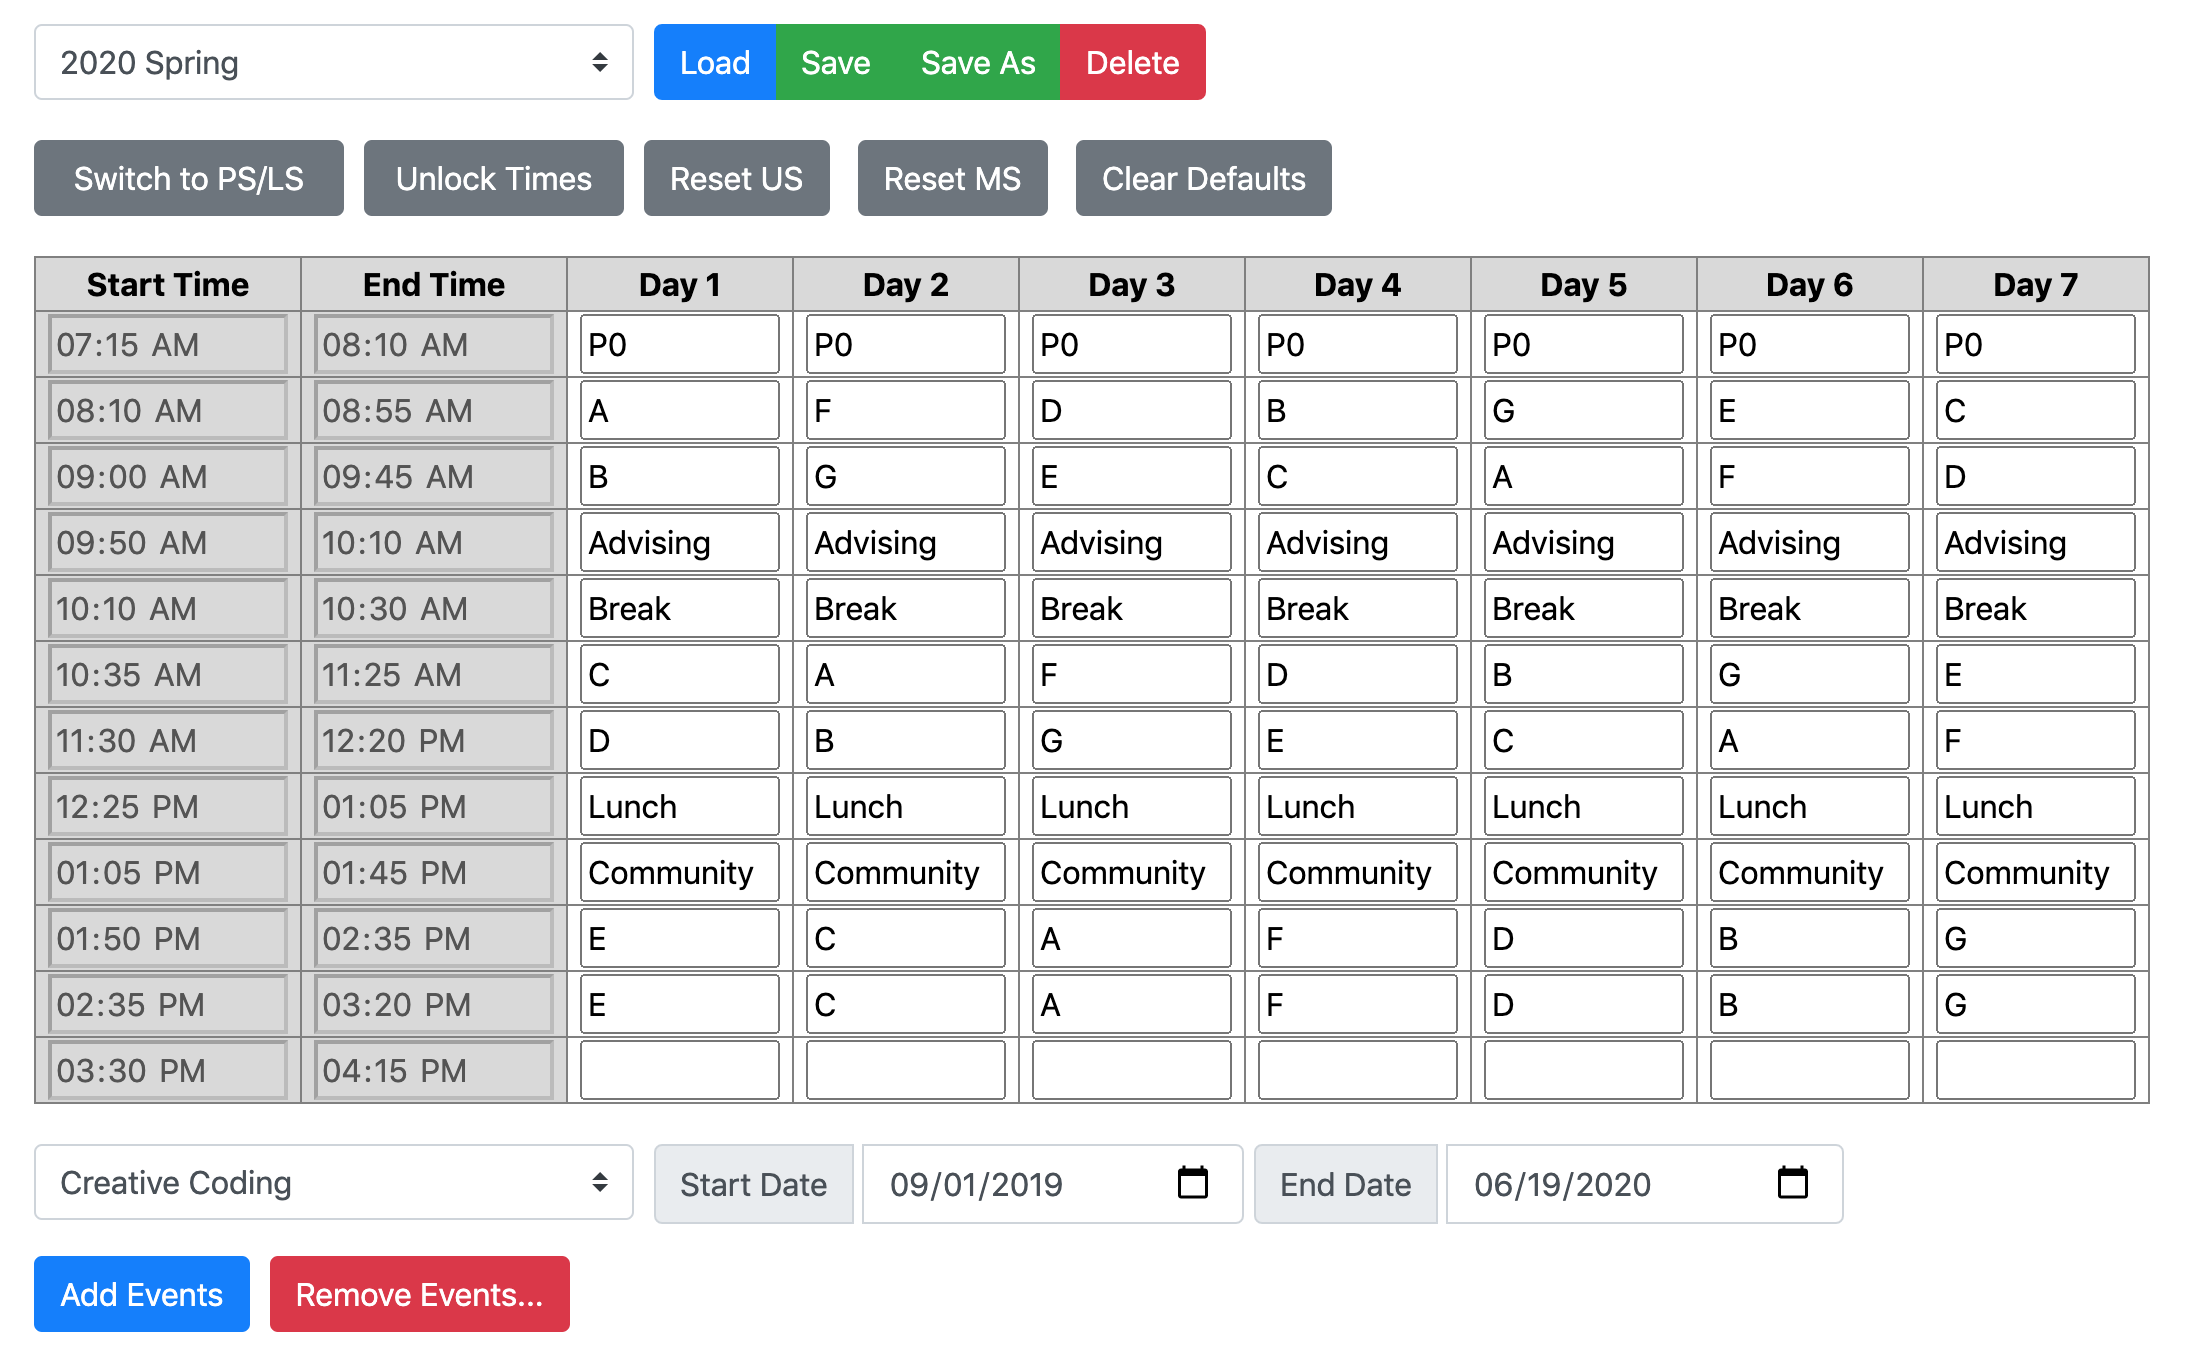 2020 Spring Load Save Save As Delete
Switch to PS/LS Unlock Times Reset US Reset MS Clear Defaults
Start Time End Time Day 1 Day 2 Day 3 Day 4 Day 5 Day 6 Day 7
07:15 AM 08:10 AM P0 P0 P0 P0 P0 P0 P0
08:10 AM 08:55 AM A F D B G E C
09:00 AM 09:45 AM B G E C A F D
09:50 AM 10:10 AM Advising Advising Advising Advising Advising Advising Advising
10:10 AM 10:30 AM Break Break Break Break Break Break Break
10:35 AM 11:25 AM C A F D B G E
11:30 AM 12:20 PM D B G E C A F
12:25 PM 01:05 PM Lunch Lunch Lunch Lunch Lunch Lunch Lunch
01:05 PM 01:45 PM Community Community Community Community Community Community Community
01:50 PM 02:35 PM E C A F D B G
02:35 PM 03:20 PM E C A F D B G
03:30 PM 04:15 PM
Creative Coding Start Date 09/01/2019 End Date 06/19/2020
Add Events Remove Events...